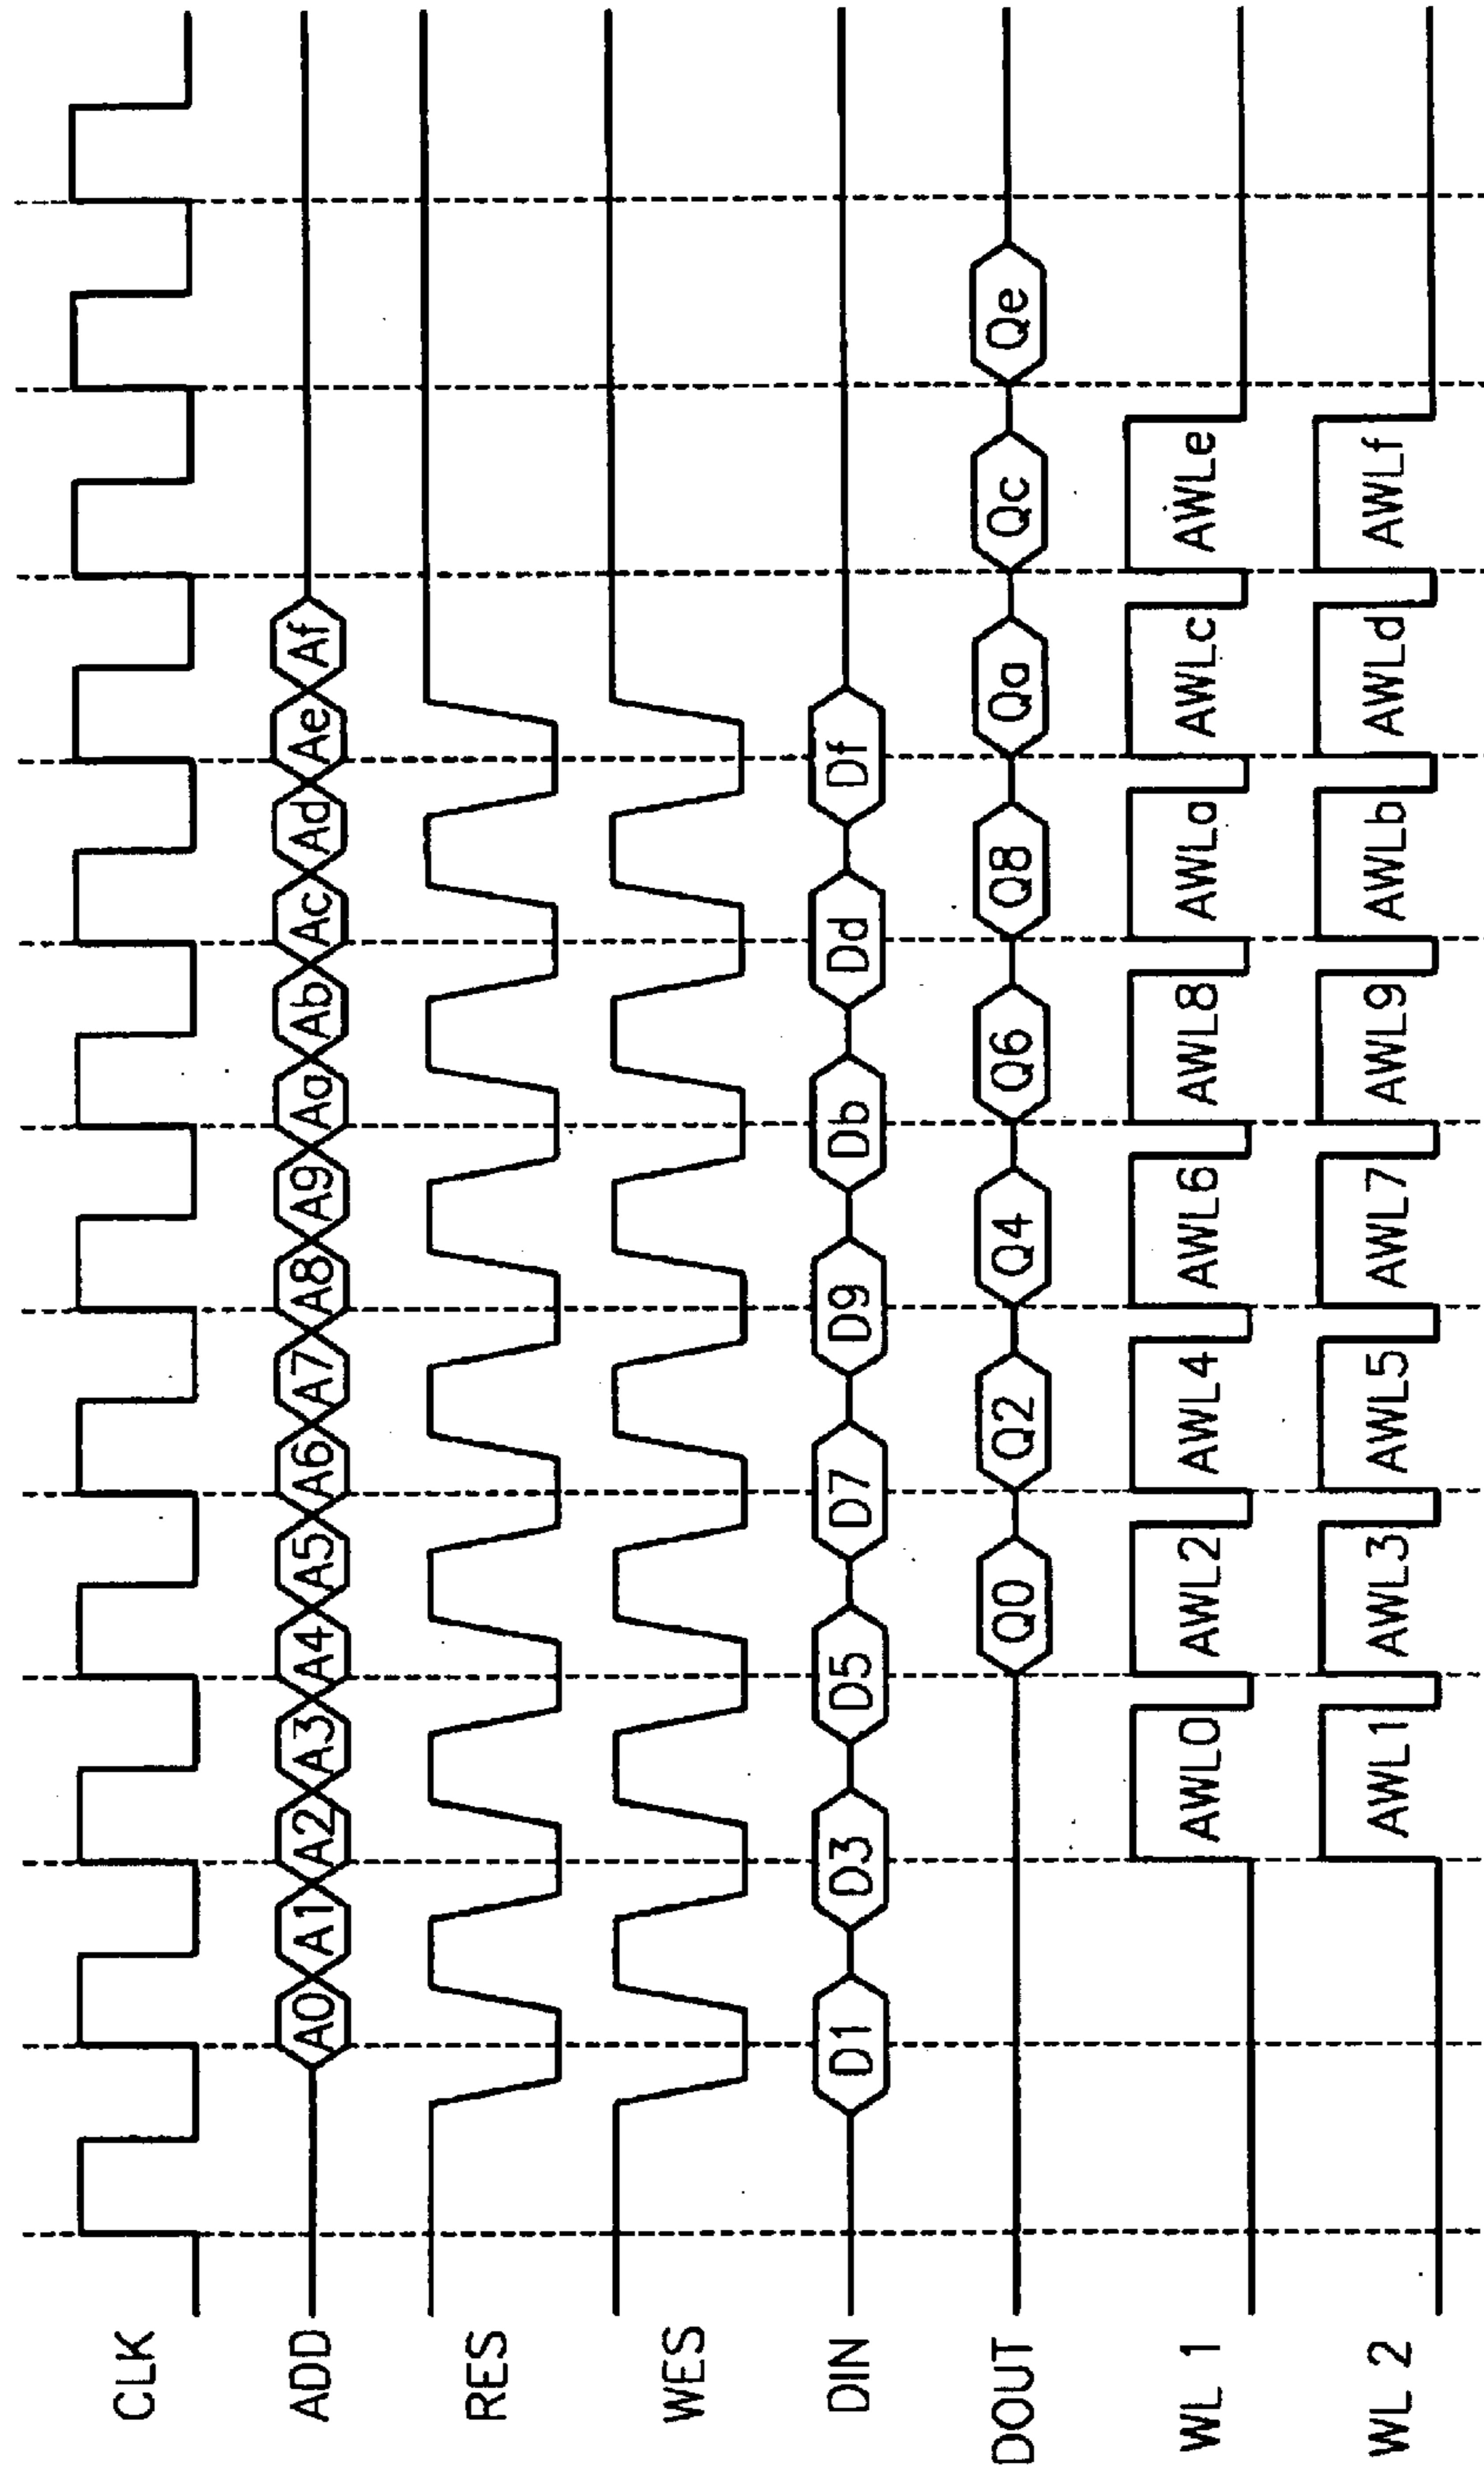 CLK
ADD A0 A1 A2 A3 A4 A5 A6 A7 A8 A9 Aa Ab Ac Ad Ae Af
RES
WES
DIN D1 D3 D5 D7 D9 Db Dd Df
DOUT Q0 Q2 Q4 Q6 Q8 Qa Qc Qe
WL 1 AWL0 AWL2 AWL4 AWL6 AWL8 AWLa AWLc AWLe
WL 2 AWL1 AWL3 AWL5 AWL7 AWL9 AWLb AWLd AWLf